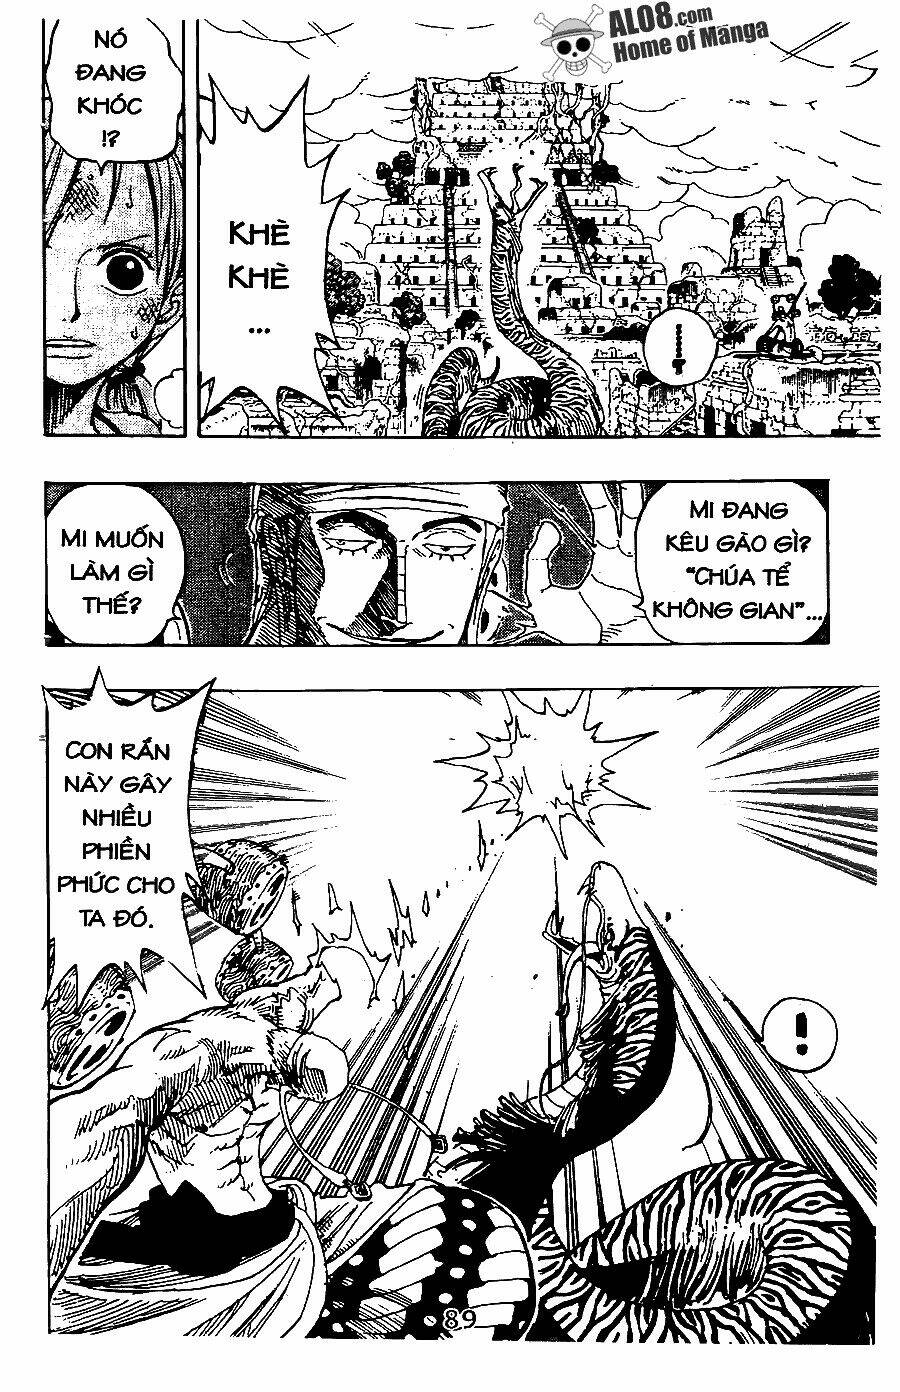 ALO8.com
Home of Manga
NÓ
ĐANG
KHÓC
!?
KHÈ
KHÈ
...
MI ĐANG
KÊU GÀO GÌ?
"CHÚA TỂ
KHÔNG GIAN"...
MI MUỐN
LÀM GÌ
THẾ?
CON RẮN
NÀY GÂY
NHIỀU
PHIỀN
PHỨC CHO
TA ĐÓ.
!
89